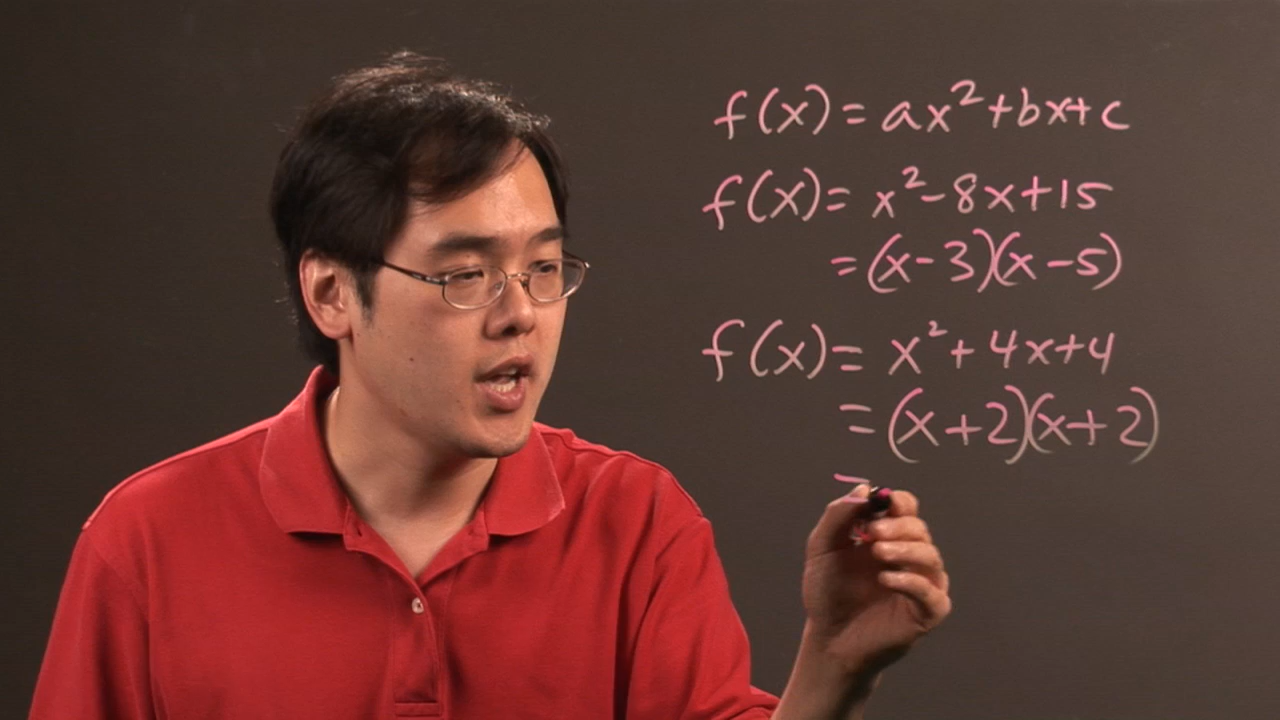 f(x) = ax²+bx+c
f(x) = x²-8x+15
=(x-3)(x-5)
f(x) = x²+4x+4
=(x+2)(x+2)
=